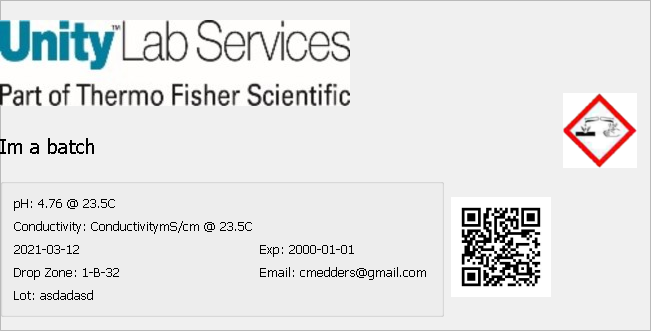 Unity™ Lab Services
Part of Thermo Fisher Scientific
Im a batch
pH: 4.76 @ 23.5C
Conductivity: ConductivitymS/cm @ 23.5C
2021-03-12 Exp: 2000-01-01
Drop Zone: 1-B-32 Email: cmedders@gmail.com
Lot: asdadasd